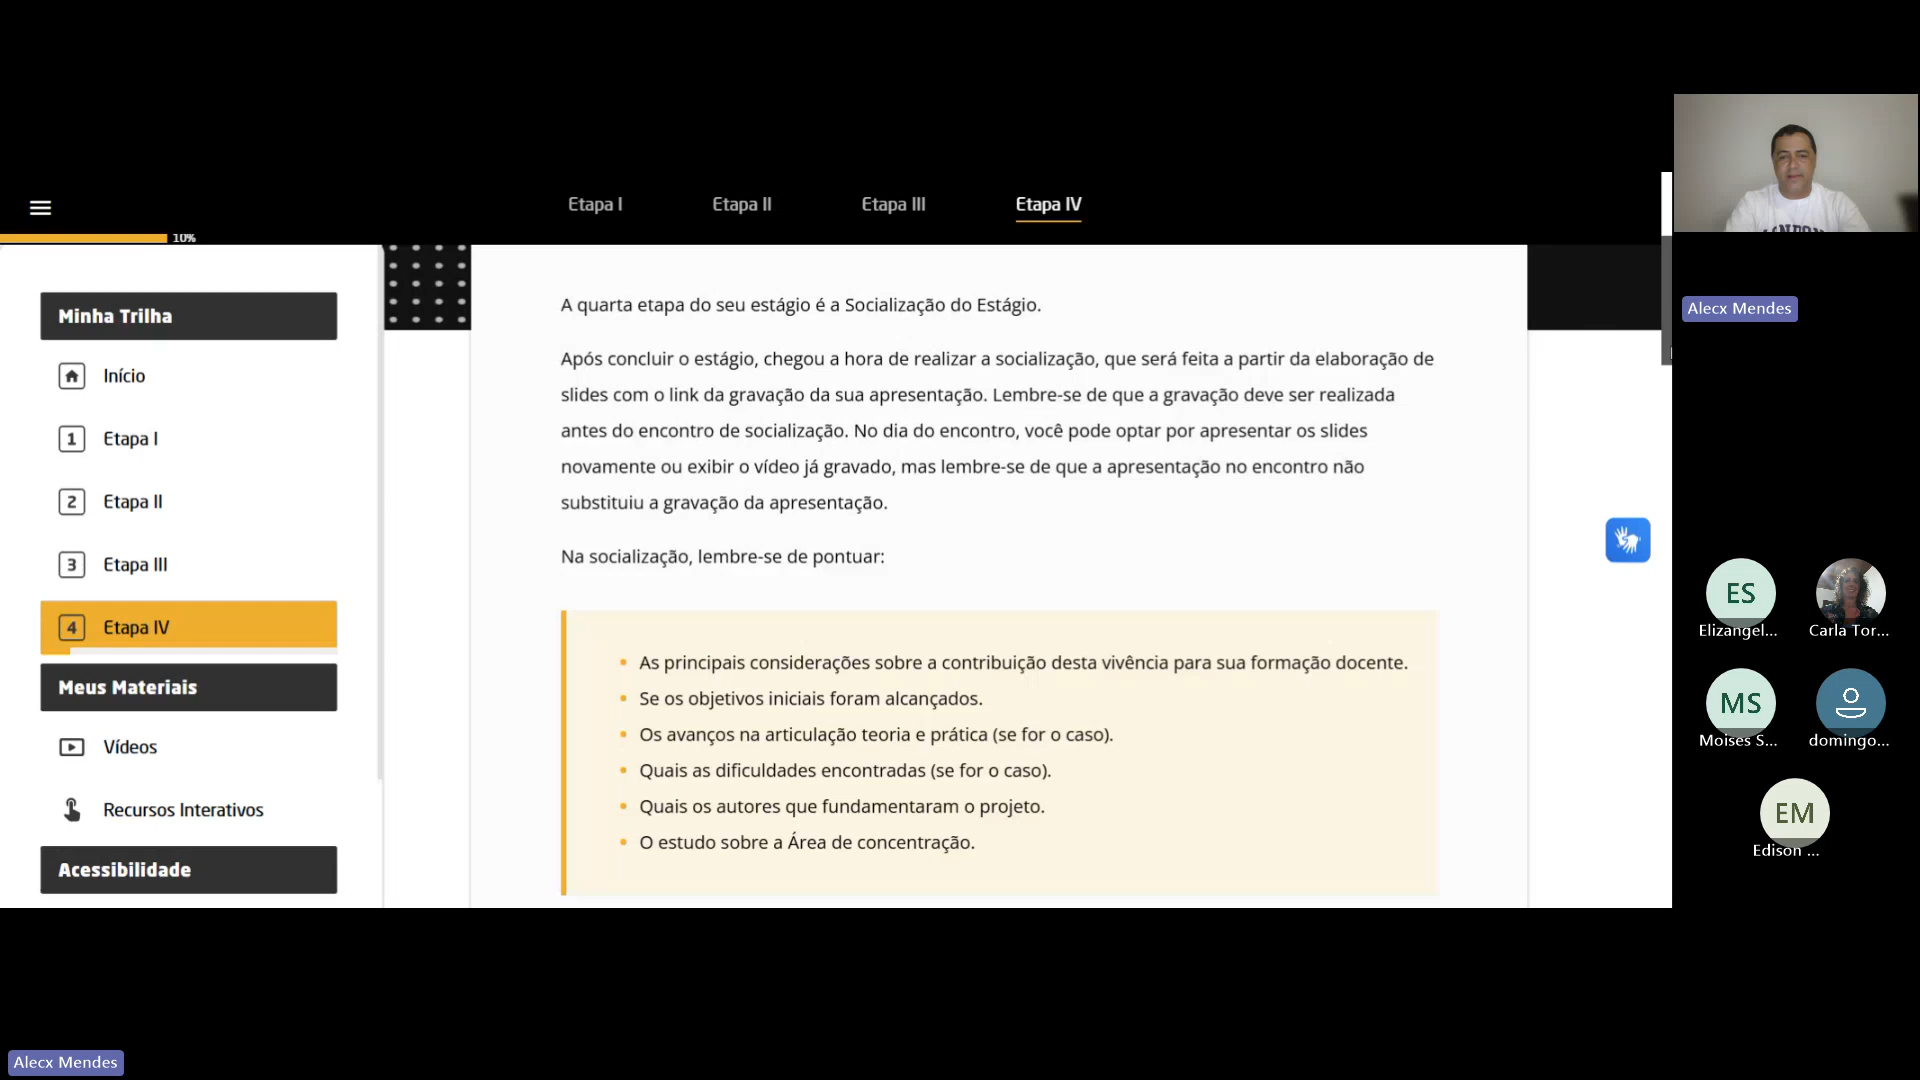 Etapa I
Etapa II
Etapa III
Etapa IV
10%
Minha Trilha
Início
1 Etapa I
2 Etapa II
3 Etapa III
4 Etapa IV
Meus Materiais
Vídeos
Recursos Interativos
Acessibilidade
A quarta etapa do seu estágio é a Socialização do Estágio.
Após concluir o estágio, chegou a hora de realizar a socialização, que será feita a partir da elaboração de
slides com o link da gravação da sua apresentação. Lembre-se de que a gravação deve ser realizada
antes do encontro de socialização. No dia do encontro, você pode optar por apresentar os slides
novamente ou exibir o vídeo já gravado, mas lembre-se de que a apresentação no encontro não
substituiu a gravação da apresentação.
Na socialização, lembre-se de pontuar:
• As principais considerações sobre a contribuição desta vivência para sua formação docente.
• Se os objetivos iniciais foram alcançados.
• Os avanços na articulação teoria e prática (se for o caso).
• Quais as dificuldades encontradas (se for o caso).
• Quais os autores que fundamentaram o projeto.
• O estudo sobre a Área de concentração.
Alecx Mendes
ES
Elizangel...
Carla Tor...
MS
Moises S...
domingo...
EM
Edison ...
Alecx Mendes